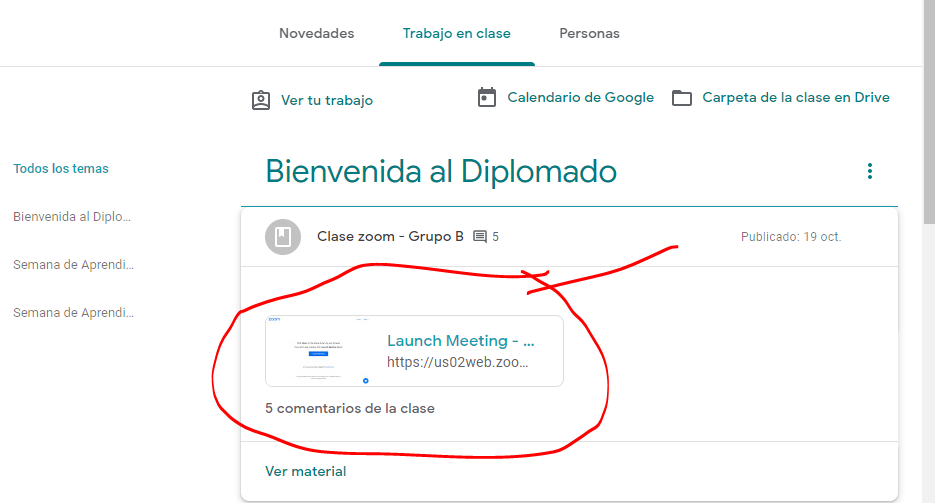 Novedades Trabajo en clase Personas
Ver tu trabajo Calendario de Google Carpeta de la clase en Drive
Todos los temas
Bienvenida al Diplomado
Bienvenida al Diplo...
Clase zoom - Grupo B 5 Publicado: 19 oct.
Semana de Aprendi...
Semana de Aprendi...
zoom
Launch Meeting - ...
https://us02web.zoo...
5 comentarios de la clase
Ver material